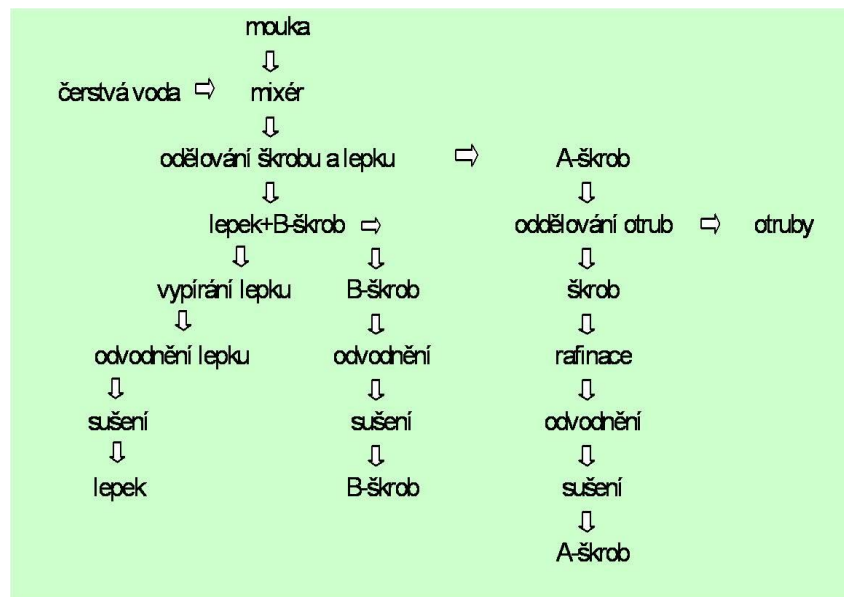 mouka
čerstvá voda ⇨ mixér
odělování škrobu a lepku ⇨ A-škrob
lepek+B-škrob ⇨ oddělování otrub ⇨ otruby
vypírání lepku B-škrob škrob
odvodnění lepku odvodnění rafinace
sušení sušení odvodnění
lepek B-škrob sušení
A-škrob